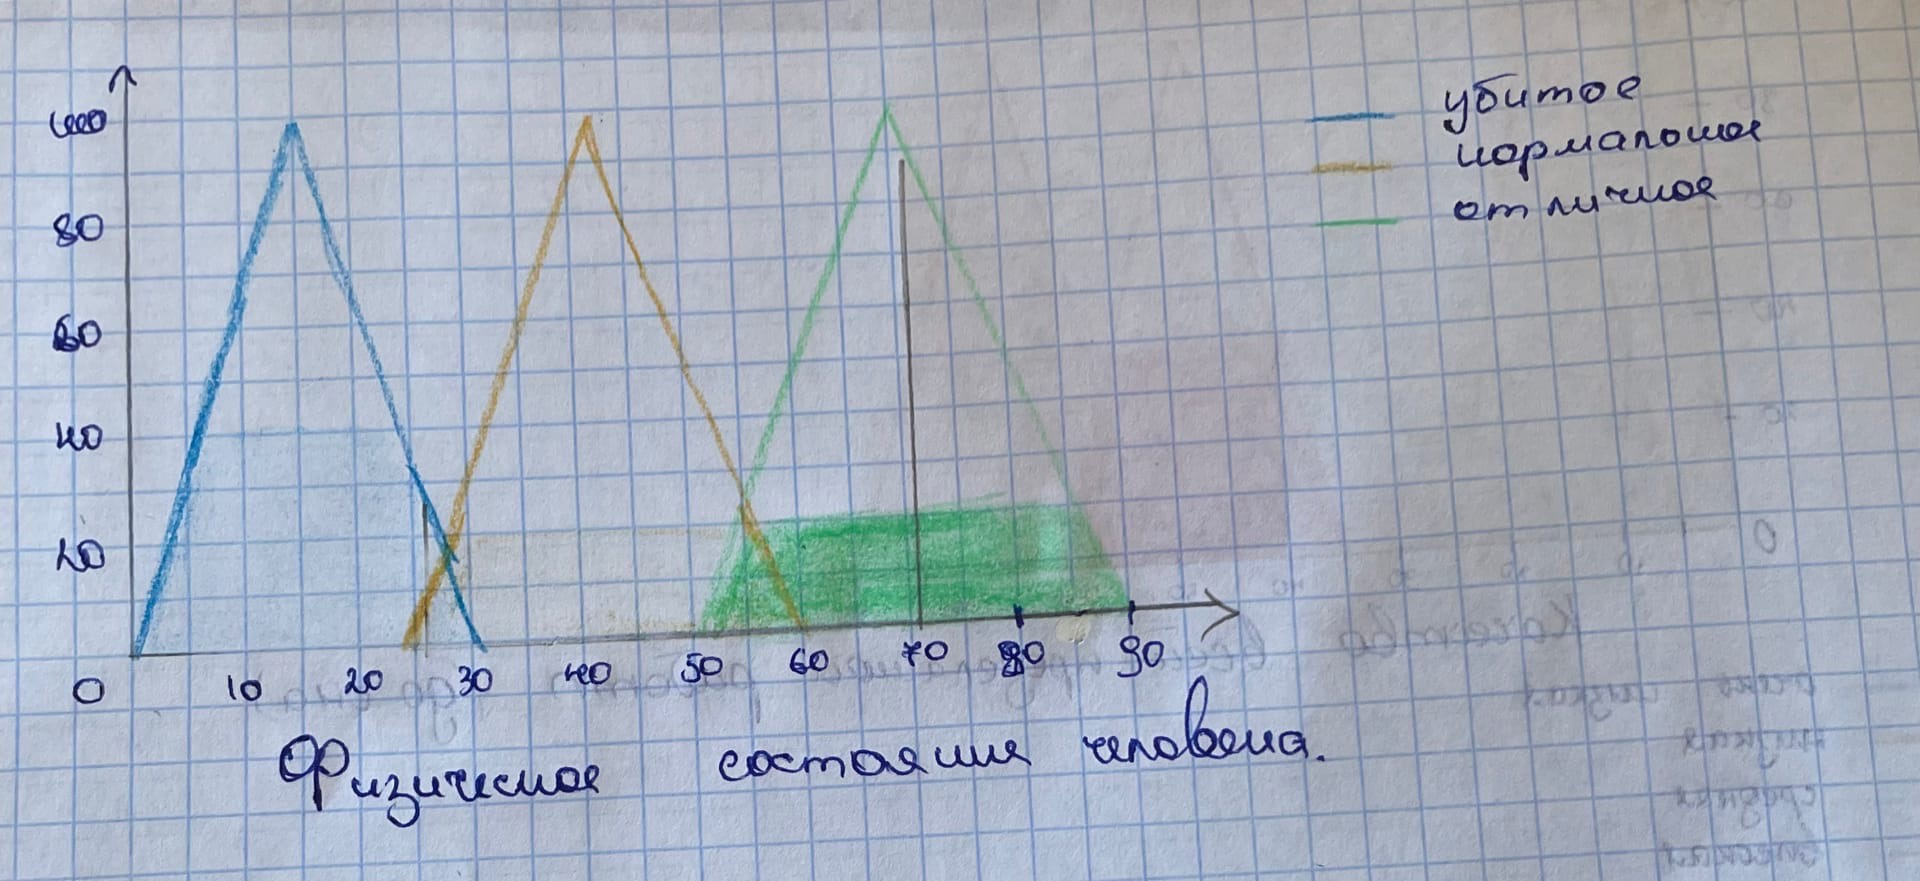 100
80
60
40
20
0 10 20 30 40 50 60 70 80 90
убитое
нормальное
отличное
Физическое состояние человека.